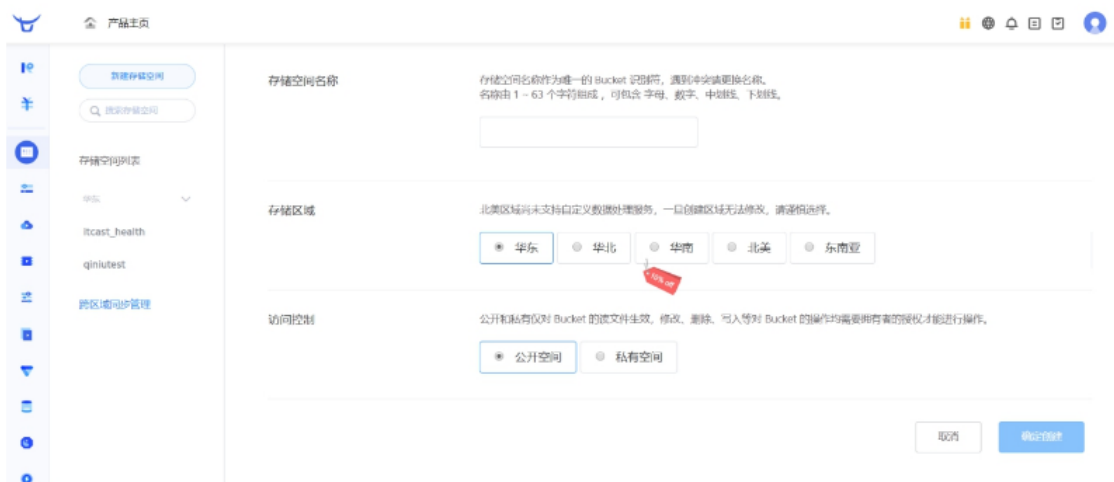 产品主页
新建存储空间
搜索存储空间
存储空间列表
华东
itcast_health
qiniutest
跨区域同步管理
存储空间名称
存储空间名称作为唯一的 Bucket 识别符，遇到冲突请更换名称。
名称由 1 – 63 个字符组成 ，可包含 字母、数字、中划线、下划线。
存储区域
北美区域尚未支持自定义数据处理服务，一旦创建区域无法修改，请谨慎选择。
华东
华北
华南
北美
东南亚
10% off
访问控制
公开和私有仅对 Bucket 的读文件生效，修改、删除、写入等对 Bucket 的操作均需要拥有者的授权才能进行操作。
公开空间
私有空间
取消
确定创建